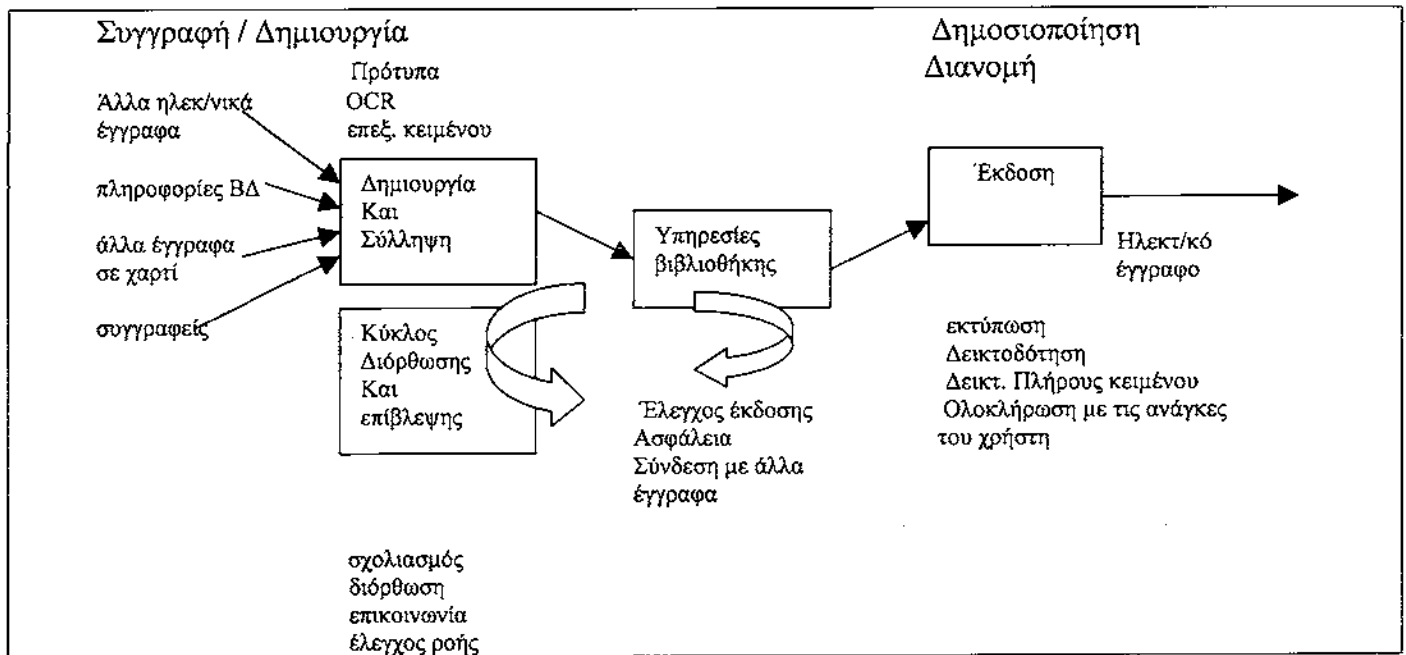 Συγγραφή / Δημιουργία
Δημοσιοποίηση
Διανομή
Πρότυπα
OCR
επεξ. κειμένου
Άλλα ηλεκ/νικά
έγγραφα
πληροφορίες ΒΔ
άλλα έγγραφα
σε χαρτί
συγγραφείς
Δημιουργία
Και
Σύλληψη
Κύκλος
Διόρθωσης
Και
επίβλεψης
Υπηρεσίες
βιβλιοθήκης
Έλεγχος έκδοσης
Ασφάλεια
Σύνδεση με άλλα
έγγραφα
Έκδοση
Ηλεκτ/κό
έγγραφο
εκτύπωση
Δεικτοδότηση
Δεικτ. Πλήρους κειμένου
Ολοκλήρωση με τις ανάγκες
του χρήστη
σχολιασμός
διόρθωση
επικοινωνία
έλεγχος ροής